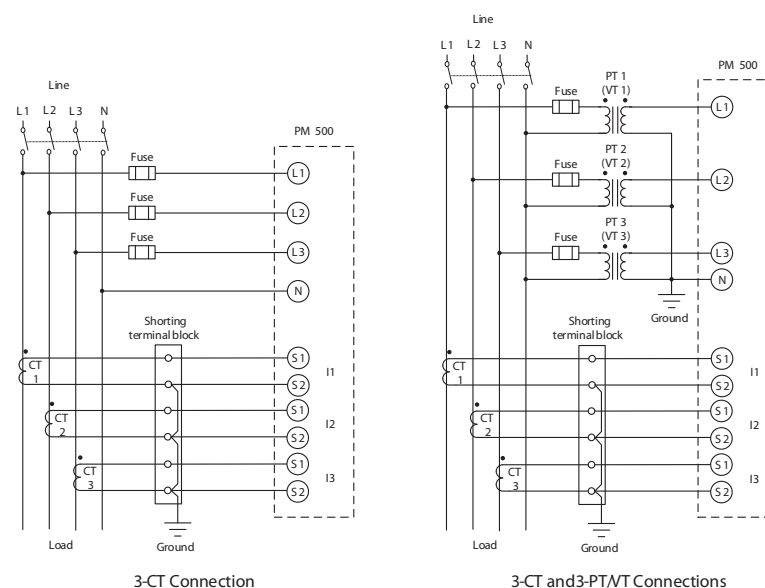 Line
L1 L2 L3 N
PM 500
Fuse
L1
Fuse
L2
Fuse
L3
N
Shorting
terminal block
CT
1
S1
I1
S2
CT
2
S1
I2
S2
CT
3
S1
I3
S2
Load
Ground
3-CT Connection
Line
L1 L2 L3 N
PM 500
PT 1
(VT 1)
Fuse
L1
PT 2
(VT 2)
Fuse
L2
PT 3
(VT 3)
Fuse
L3
N
Ground
Shorting
terminal block
CT
1
S1
I1
S2
CT
2
S1
I2
S2
CT
3
S1
I3
S2
Load
Ground
3-CT and3-PT/VT Connections